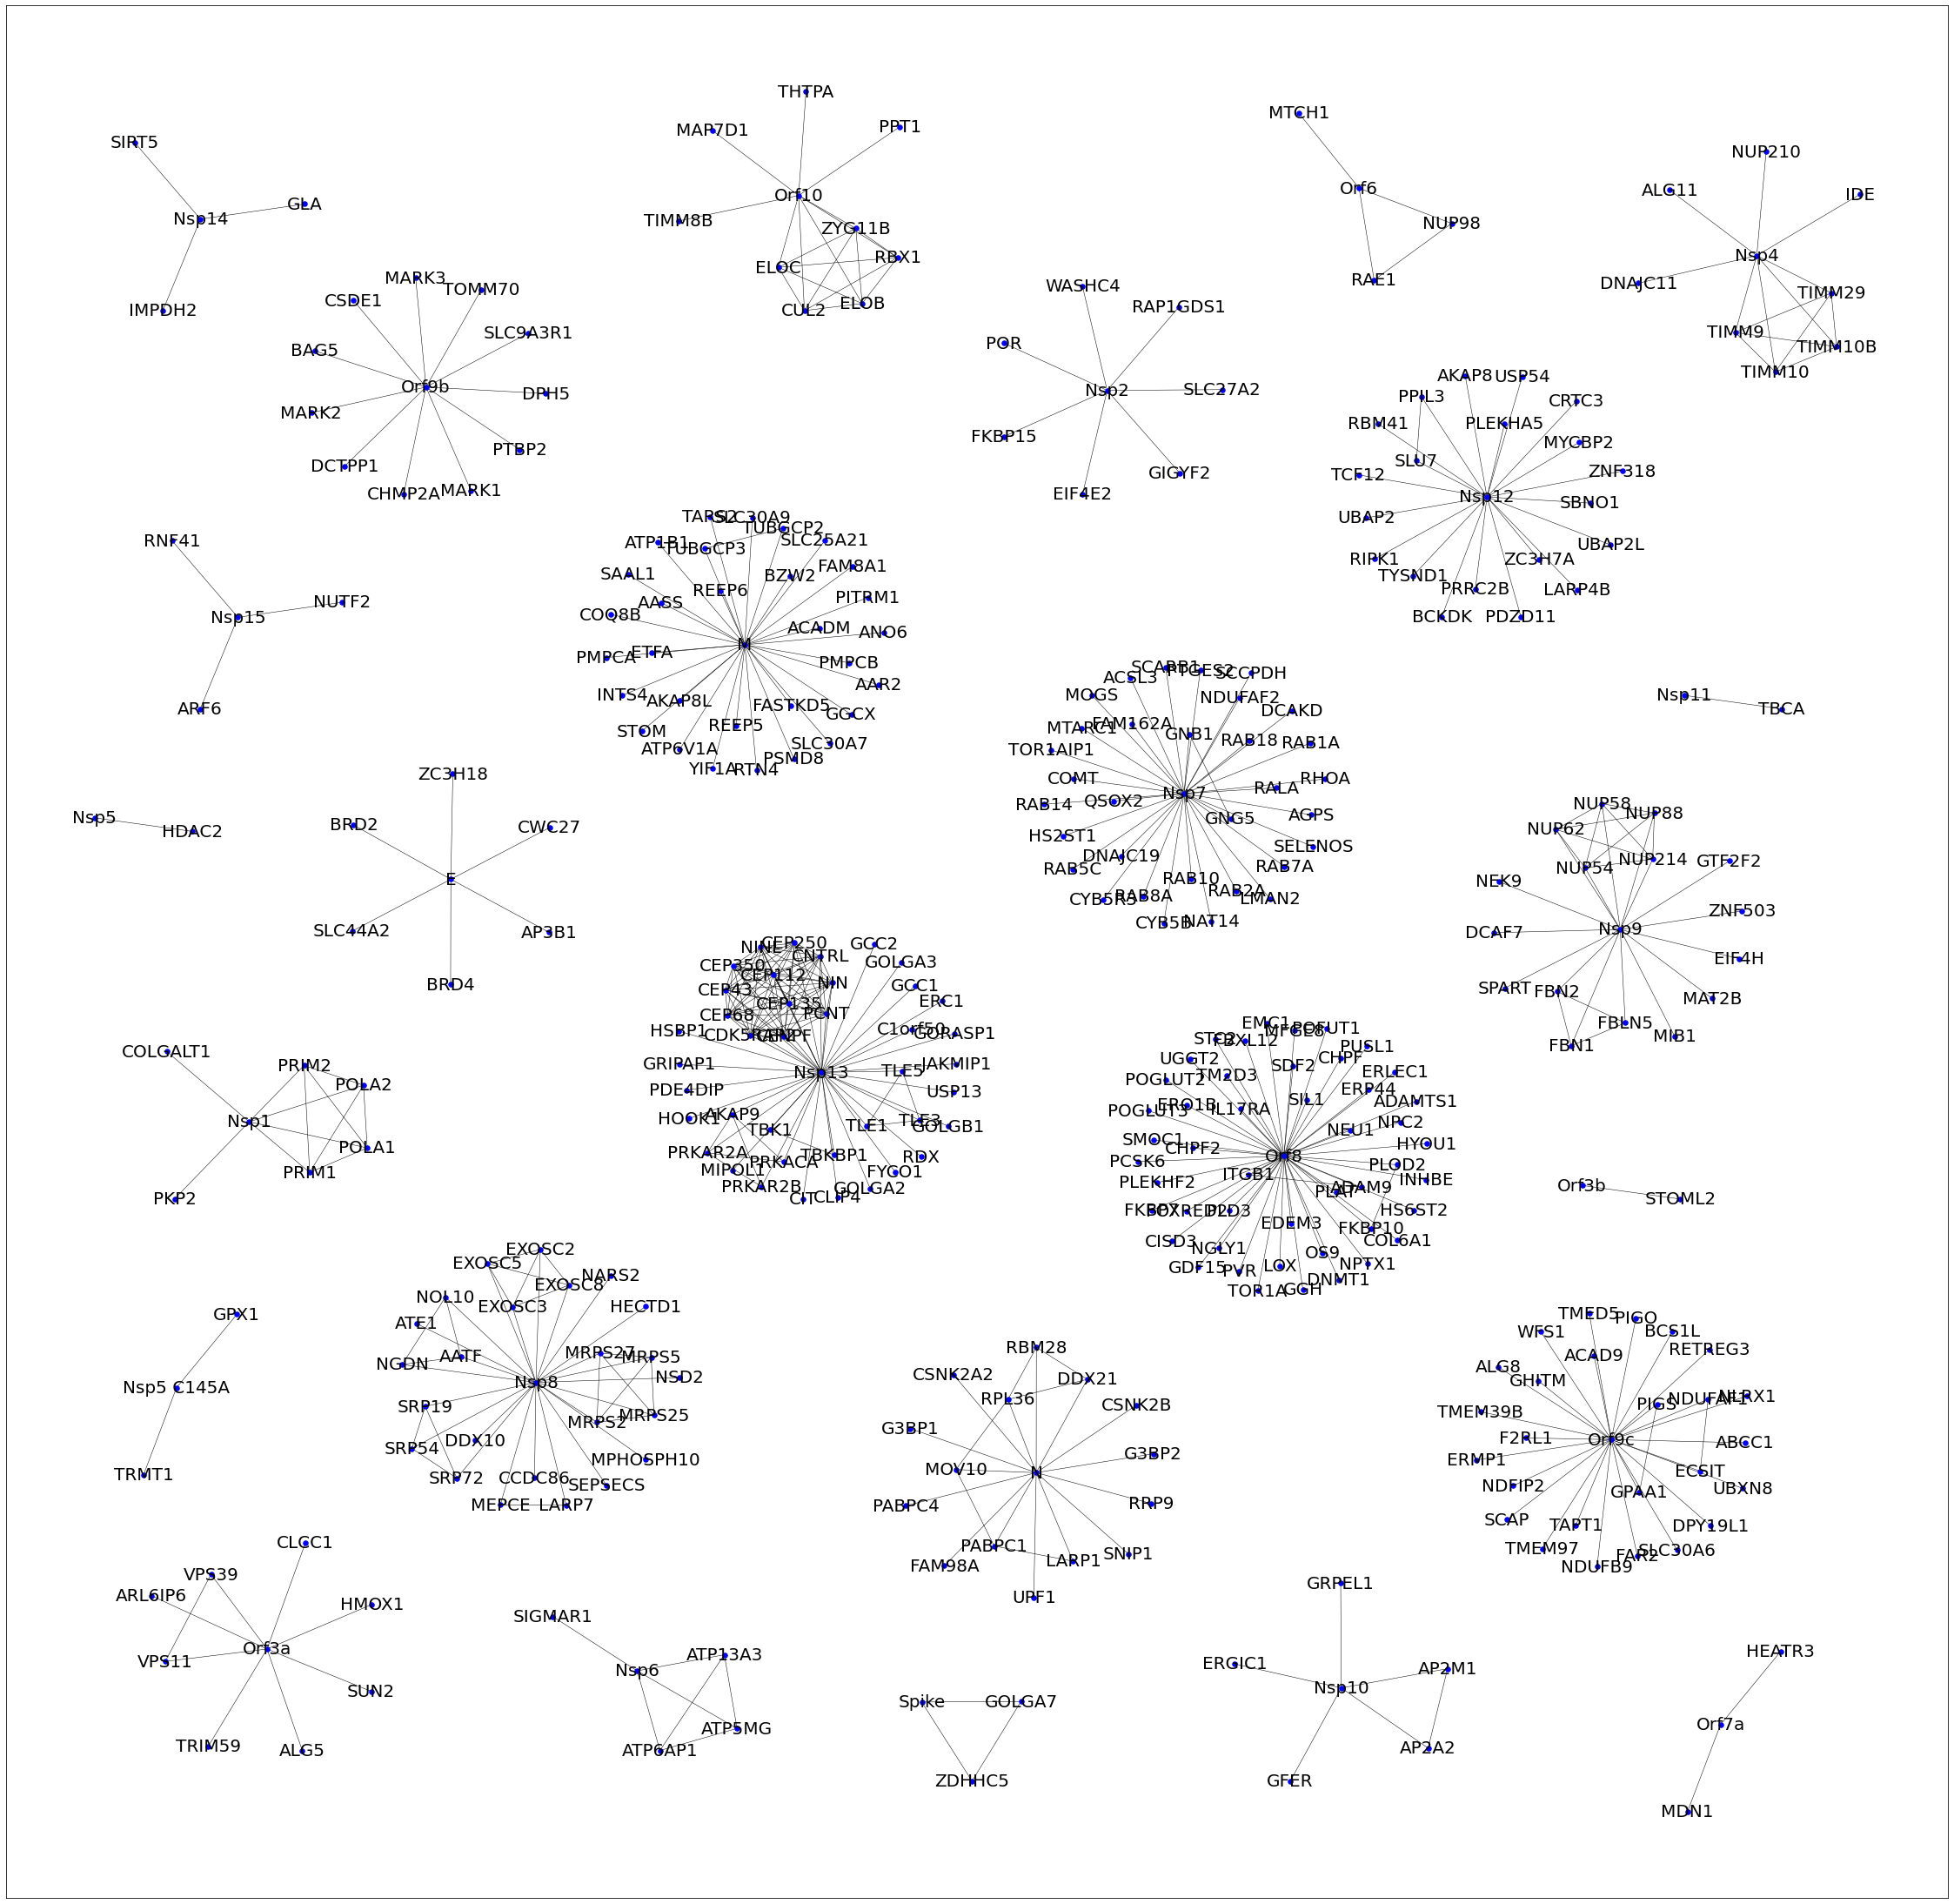 THTPA
MAP7D1
PPT1
Orf10
TIMM8B
ZYG11B
RBX1
ELOC
CUL2
ELOB
SIRT5
GLA
Nsp14
IMPDH2
MTCH1
Orf6
NUP98
RAE1
NUP210
ALG11
IDE
Nsp4
DNAJC11
TIMM29
TIMM9
TIMM10B
TIMM10
MARK3
TOMM70
CSDE1
SLC9A3R1
BAG5
Orf9b
DPH5
MARK2
PTBP2
DCTPP1
CHMP2A
MARK1
WASHC4
RAP1GDS1
POR
Nsp2
SLC27A2
FKBP15
GIGYF2
EIF4E2
AKAP8
USP54
PPIL3
CRTC3
RBM41
PLEKHA5
MYCBP2
SLU7
ZNF318
TCF12
Nsp12
SBNO1
UBAP2
UBAP2L
RIPK1
ZC3H7A
TYSND1
PRRC2B
LARP4B
BCKDK
PDZD11
RNF41
NUTF2
Nsp15
ARF6
TARS2
SLC30A9
TUBGCP2
ATP1B1
TUBGCP3
SLC25A21
SAAL1
BZW2
FAM8A1
REEP6
AASS
PITRM1
COQ8B
ACADM
ANO6
M
PMPCA
ETFA
PMPCB
AAR2
INTS4
AKAP8L
FASTKD5
GGCX
STOM
REEP5
ATP6V1A
SLC30A7
PSMD8
YIF1A
RTN4
SCARB1
PTGES2
SCCPDH
ACSL3
MOGS
NDUFAF2
DCAKD
MTARC1
FAM162A
GNB1
RAB18
RAB1A
TOR1AIP1
COMT
RHOA
Nsp7
RALA
RAB14
QSOX2
AGPS
GNG5
HS2ST1
SELENOS
DNAJC19
RAB7A
RAB5C
RAB10
RAB2A
CYB5R3
RAB8A
LMAN2
CYB5B
NAT14
Nsp11
TBCA
ZC3H18
BRD2
CWC27
E
SLC44A2
AP3B1
BRD4
Nsp5
HDAC2
NUP58
NUP88
NUP62
NUP214
GTF2F2
NUP54
NEK9
ZNF503
DCAF7
Nsp9
EIF4H
SPART
FBN2
MAT2B
FBLN5
MIB1
FBN1
NINL
CEP250
GCC2
CNTRL
GOLGA3
CEP350
CEP112
NIN
GCC1
CEP43
CEP135
ERC1
CEP68
PCNT
HSBP1
CDK5RAP2
CENPF
C1orf50
GORASP1
GRIPAP1
Nsp13
TLE5
JAKMIP1
PDE4DIP
USP13
HOOK1
AKAP9
TBK1
TLE1
TLE3
GOLGB1
PRKAR2A
MIPOL1
PRKACA
TBKBP1
RDX
FYCO1
PRKAR2B
CIT
CLIP4
GOLGA2
COLGALT1
PRIM2
POLA2
Nsp1
POLA1
PRIM1
PKP2
EMC1
MFGE8
POFUT1
STC2
FBXL12
PUSL1
UGGT2
CHPF
SDF2
ERLEC1
POGLUT2
TM2D3
ERP44
POGLUT3
ERO1B
IL17RA
SIL1
ADAMTS1
NPC2
SMOC1
CHPF2
NEU1
HYOU1
PCSK6
Orf8
PLOD2
PLEKHF2
ITGB1
PLAT
ADAM9
INHBE
FKBP7
FOXRED2
PLD3
HS6ST2
EDEM3
FKBP10
CISD3
NGLY1
OS9
COL6A1
GDF15
PVR
LOX
NPTX1
DNMT1
TOR1A
GGH
Orf3b
STOML2
EXOSC2
EXOSC5
EXOSC8
NARS2
NOL10
EXOSC3
HECTD1
ATE1
NGDN
AATF
MRPS27
MRPS5
Nsp8
NSD2
SRP19
MRPS2
MRPS25
SRP54
DDX10
MPHOSPH10
SRP72
CCDC86
SEPSECS
MEPCE
LARP7
GPX1
Nsp5 C145A
TRMT1
RBM28
CSNK2A2
DDX21
RPL36
CSNK2B
G3BP1
G3BP2
MOV10
N
PABPC4
RRP9
PABPC1
SNIP1
FAM98A
LARP1
UPF1
TMED5
PIGO
WFS1
BCS1L
RETREG3
ACAD9
ALG8
GHITM
PIGS
NDUFAF1
NLRX1
TMEM39B
F2RL1
Orf9c
ABCC1
ERMP1
ECSIT
NDFIP2
GPAA1
UBXN8
SCAP
TAPT1
DPY19L1
TMEM97
FAR2
SLC30A6
NDUFB9
CLCC1
VPS39
ARL6IP6
HMOX1
Orf3a
VPS11
SUN2
TRIM59
ALG5
SIGMAR1
Nsp6
ATP13A3
ATP5MG
ATP6AP1
Spike
GOLGA7
ZDHHC5
GRPEL1
ERGIC1
AP2M1
Nsp10
AP2A2
GFER
HEATR3
Orf7a
MDN1